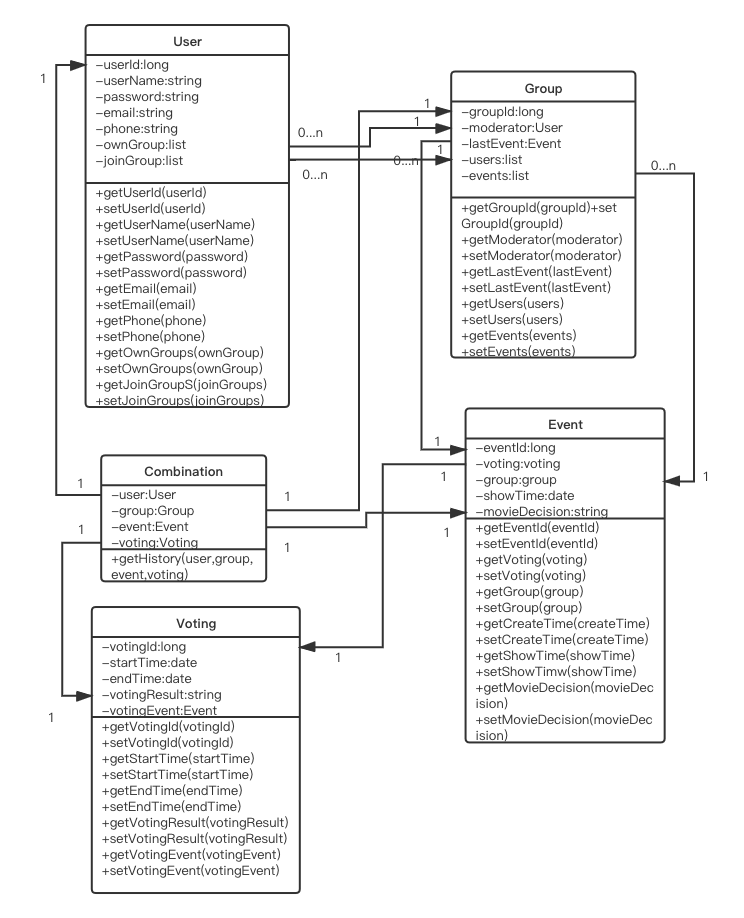 User
−userId:long
−userName:string
−password:string
−email:string
−phone:string
−ownGroup:list
−joinGroup:list
+getUserId(userId)
+setUserId(userId)
+getUserName(userName)
+setUserName(userName)
+getPassword(password)
+setPassword(password)
+getEmail(email)
+setEmail(email)
+getPhone(phone)
+setPhone(phone)
+getOwnGroups(ownGroup)
+setOwnGroups(ownGroup)
+getJoinGroupS(joinGroups)
+setJoinGroups(joinGroups)
1
0...n
0...n
0...n
1
1
1
Group
−groupId:long
−moderator:User
−lastEvent:Event
−users:list
−events:list
+getGroupId(groupId)+set
GroupId(groupId)
+getModerator(moderator)
+setModerator(moderator)
+getLastEvent(lastEvent)
+setLastEvent(lastEvent)
+getUsers(users)
+setUsers(users)
+getEvents(events)
+setEvents(events)
0...n
1
Combination
−user:User
−group:Group
−event:Event
−voting:Voting
+getHistory(user,group,
event,voting)
1
1
1
1
1
1
1
Event
−eventId:long
−voting:voting
−group:group
−showTime:date
−movieDecision:string
+getEventId(eventId)
+setEventId(eventId)
+getVoting(voting)
+setVoting(voting)
+getGroup(group)
+setGroup(group)
+getCreateTime(createTime)
+setCreateTime(createTime)
+getShowTime(showTime)
+setShowTimw(showTime)
+getMovieDecision(movieDec
ision)
+setMovieDecision(movieDec
ision)
Voting
−votingId:long
−startTime:date
−endTime:date
−votingResult:string
−votingEvent:Event
+getVotingId(votingId)
+setVotingId(votingId)
+getStartTime(startTime)
+setStartTime(startTime)
+getEndTime(endTime)
+setEndTime(endTime)
+getVotingResult(votingResult)
+setVotingResult(votingResult)
+getVotingEvent(votingEvent)
+setVotingEvent(votingEvent)
1
1